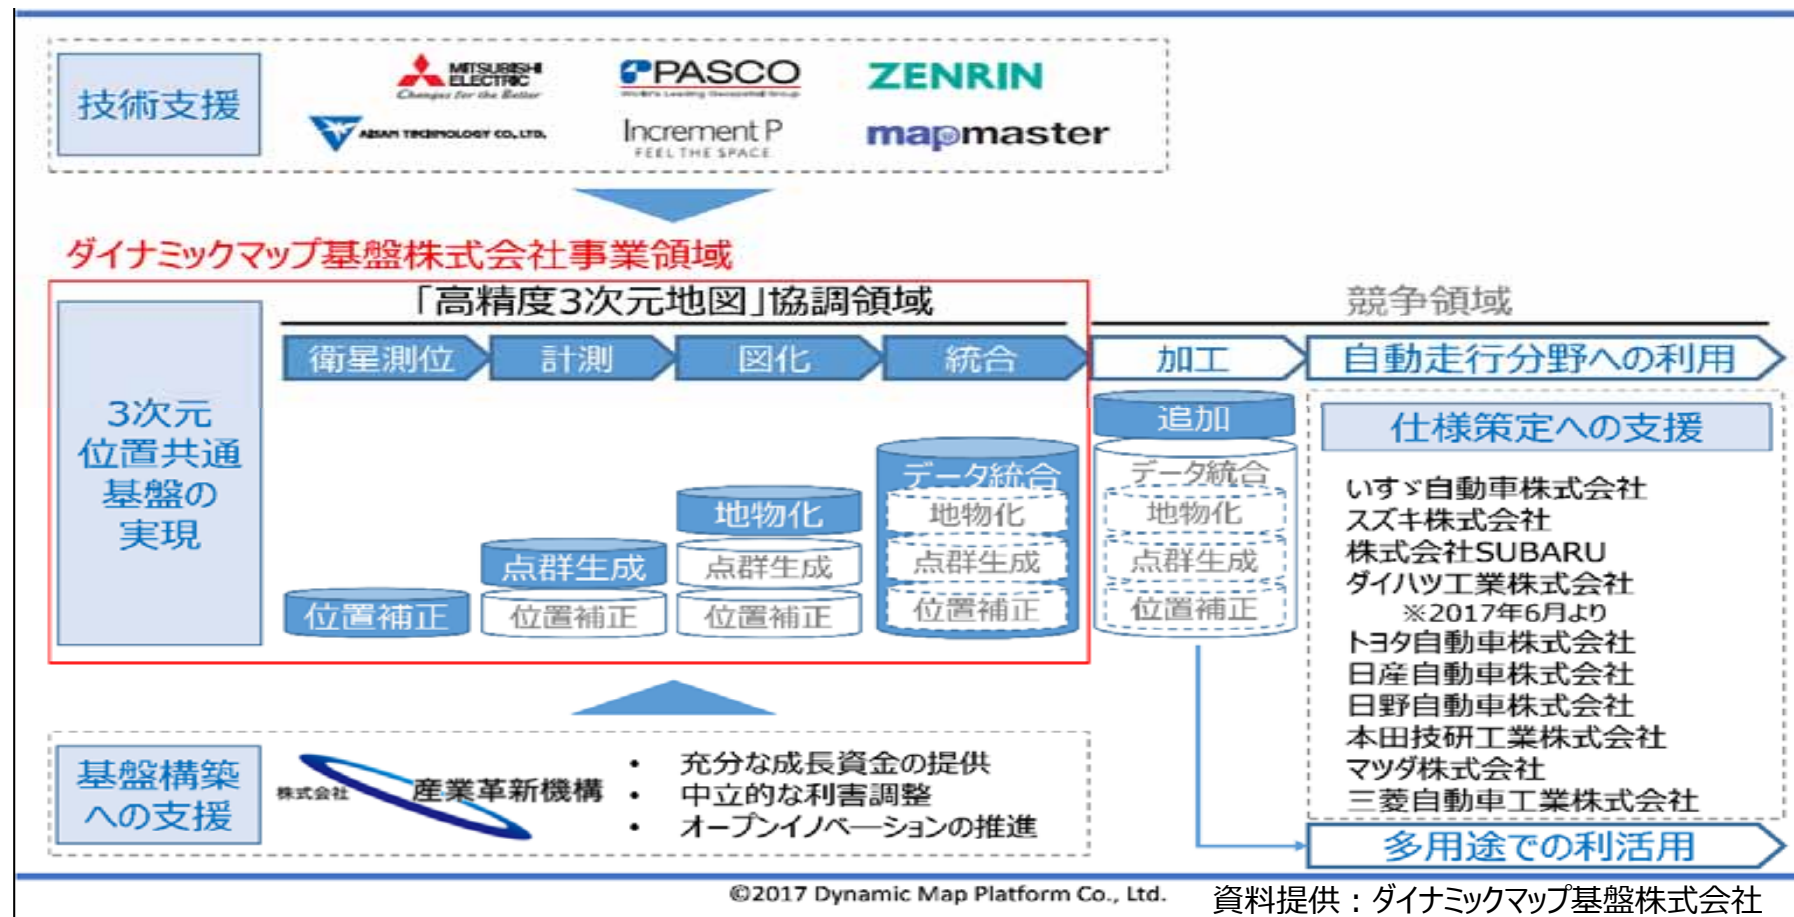 技術支援
MITSUBISHI
ELECTRIC
Changes for the Better
PASCO
World's Leading Geospatial Group
ZENRIN
AISAN TECHNOLOGY CO., LTD.
Increment P
FEEL THE SPACE
mapmaster
ダイナミックマップ基盤株式会社事業領域
「高精度3次元地図」協調領域
競争領域
衛星測位
計測
図化
統合
加工
自動走行分野への利用
3次元
位置共通
基盤の
実現
位置補正
点群生成
位置補正
地物化
点群生成
位置補正
データ統合
地物化
点群生成
位置補正
追加
データ統合
地物化
点群生成
位置補正
仕様策定への支援
いすゞ自動車株式会社
スズキ株式会社
株式会社SUBARU
ダイハツ工業株式会社
※2017年6月より
トヨタ自動車株式会社
日産自動車株式会社
日野自動車株式会社
本田技研工業株式会社
マツダ株式会社
三菱自動車工業株式会社
多用途での利活用
基盤構築
への支援
株式会社 産業革新機構
• 充分な成長資金の提供
• 中立的な利害調整
• オープンイノベーションの推進
©2017 Dynamic Map Platform Co., Ltd.
資料提供：ダイナミックマップ基盤株式会社